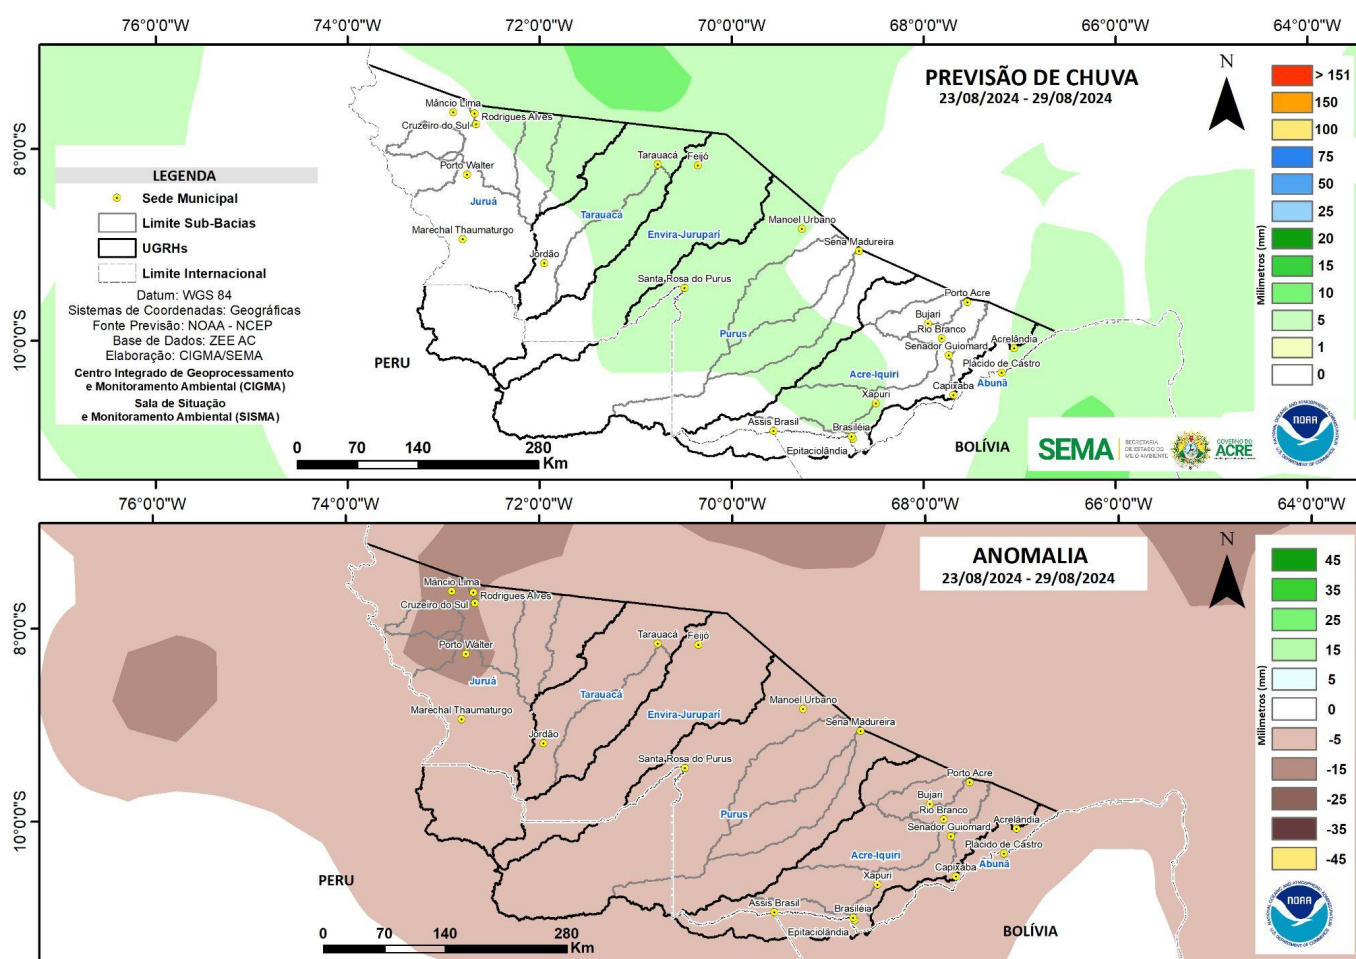 76°0'0"W 74°0'0"W 72°0'0"W 70°0'0"W 68°0'0"W 66°0'0"W 64°0'0"W
8°0'0"S
10°0'0"S
PREVISÃO DE CHUVA
23/08/2024 - 29/08/2024
N
Milimetros (mm)
> 151
150
100
75
50
25
20
15
10
5
1
0
LEGENDA
Sede Municipal
Limite Sub-Bacias
UGRHs
Limite Internacional
Datum: WGS 84
Sistemas de Coordenadas: Geográficas
Fonte Previsão: NOAA - NCEP
Base de Dados: ZEE AC
Elaboração: CIGMA/SEMA
Centro Integrado de Geoprocessamento
e Monitoramento Ambiental (CIGMA)
Sala de Situação
e Monitoramento Ambiental (SISMA)
Mâncio Lima
Rodrigues Alves
Cruzeiro do Sul
Porto Walter
Juruá
Marechal Thaumaturgo
Jordão
Tarauacá
Feijó
Tarauacá
Envira-Jurupari
Manoel Urbano
Sena Madureira
Santa Rosa do Purus
Purus
Porto Acre
Bujari
Rio Branco
Senador Guiomard
Acrelândia
Plácido de Castro
Abunã
Acre-Iquiri
Capixaba
Xapuri
Assis Brasil
Brasiléia
Epitaciolândia
PERU
BOLÍVIA
0 70 140 280
Km
SEMA
SECRETARIA
DE ESTADO DO
MEIO AMBIENTE
GOVERNO DO
ACRE
NOAA
76°0'0"W 74°0'0"W 72°0'0"W 70°0'0"W 68°0'0"W 66°0'0"W 64°0'0"W
8°0'0"S
10°0'0"S
ANOMALIA
23/08/2024 - 29/08/2024
N
Milimetros (mm)
45
35
25
15
5
0
-5
-15
-25
-35
-45
Mâncio Lima
Rodrigues Alves
Cruzeiro do Sul
Porto Walter
Juruá
Marechal Thaumaturgo
Jordão
Tarauacá
Feijó
Tarauacá
Envira-Jurupari
Manoel Urbano
Sena Madureira
Santa Rosa do Purus
Purus
Porto Acre
Bujari
Rio Branco
Senador Guiomard
Acrelândia
Plácido de Castro
Abunã
Acre-Iquiri
Capixaba
Xapuri
Assis Brasil
Brasiléia
Epitaciolândia
PERU
BOLÍVIA
0 70 140 280
Km
NOAA